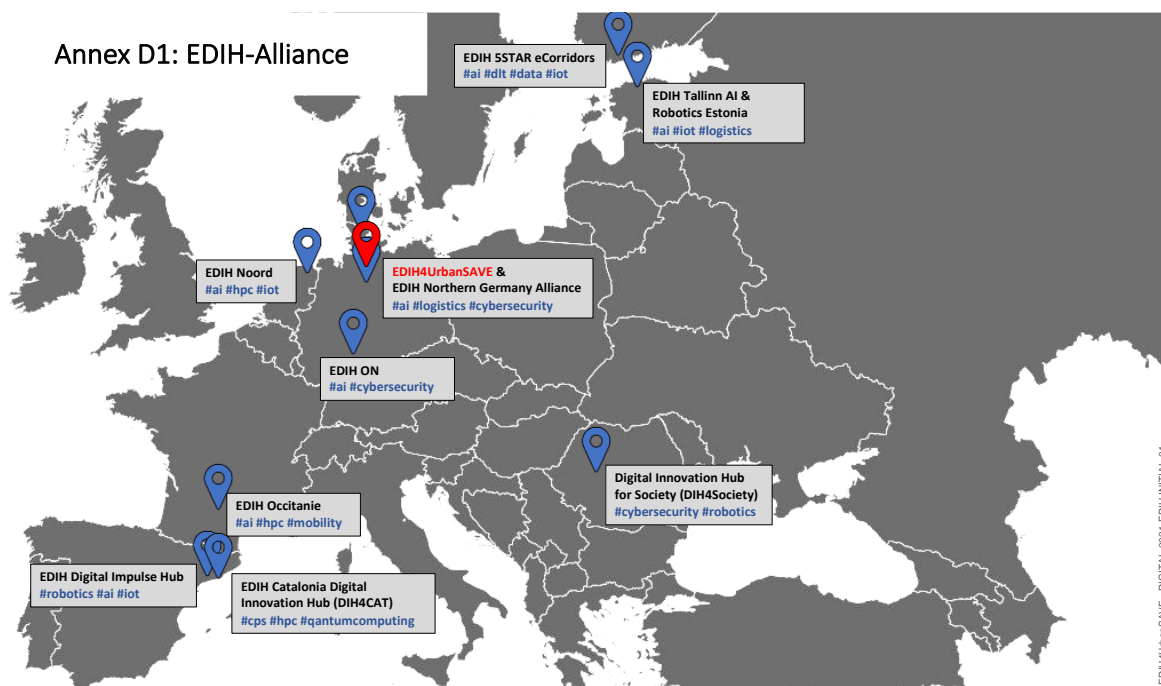 Annex D1: EDIH-Alliance
EDIH 5STAR eCorridors
#ai #dlt #data #iot
EDIH Tallinn AI &
Robotics Estonia
#ai #iot #logistics
EDIH Noord
#ai #hpc #iot
EDIH4UrbanSAVE &
EDIH Northern Germany Alliance
#ai #logistics #cybersecurity
EDIH ON
#ai #cybersecurity
Digital Innovation Hub
for Society (DIH4Society)
#cybersecurity #robotics
EDIH Occitanie
#ai #hpc #mobility
EDIH Digital Impulse Hub
#robotics #ai #iot
EDIH Catalonia Digital
Innovation Hub (DIH4CAT)
#cps #hpc #qantumcomputing